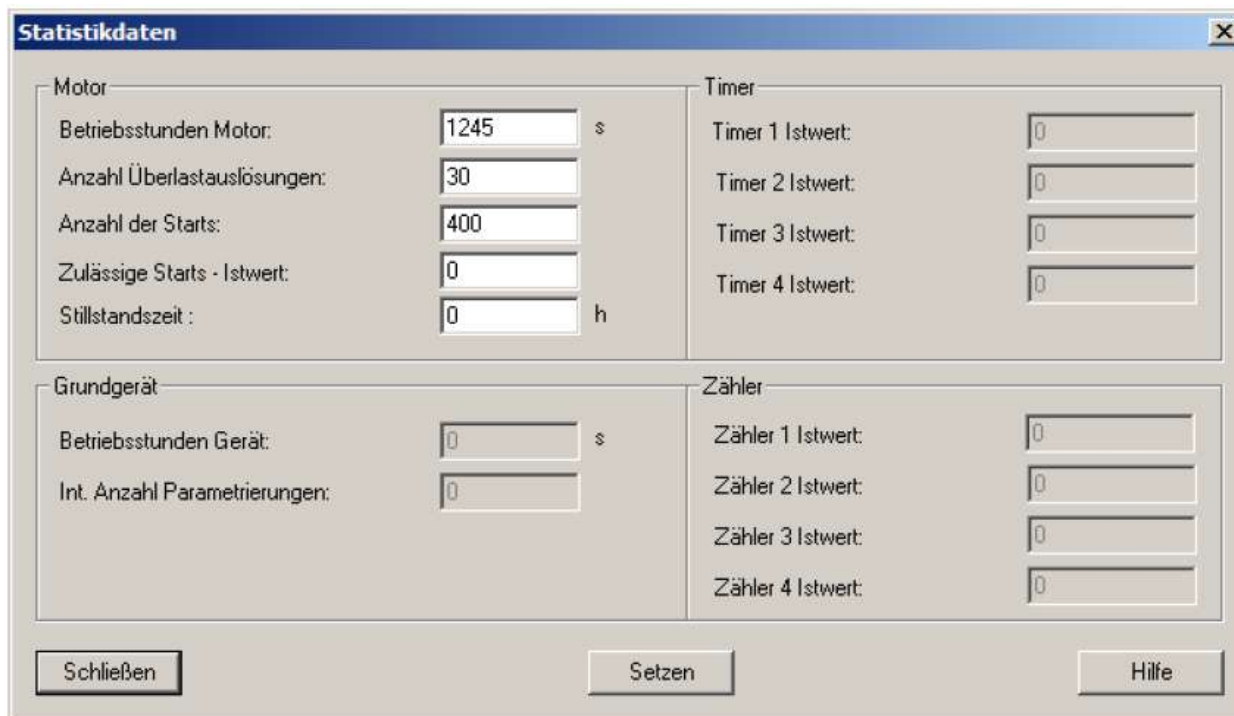 Statistikdaten
Motor
Betriebsstunden Motor: 1245 s
Anzahl Überlastauslösungen: 30
Anzahl der Starts: 400
Zulässige Starts - Istwert: 0
Stillstandszeit : 0 h
Timer
Timer 1 Istwert: 0
Timer 2 Istwert: 0
Timer 3 Istwert: 0
Timer 4 Istwert: 0
Grundgerät
Betriebsstunden Gerät: 0 s
Int. Anzahl Parametrierungen: 0
Zähler
Zähler 1 Istwert: 0
Zähler 2 Istwert: 0
Zähler 3 Istwert: 0
Zähler 4 Istwert: 0
Schließen Setzen Hilfe